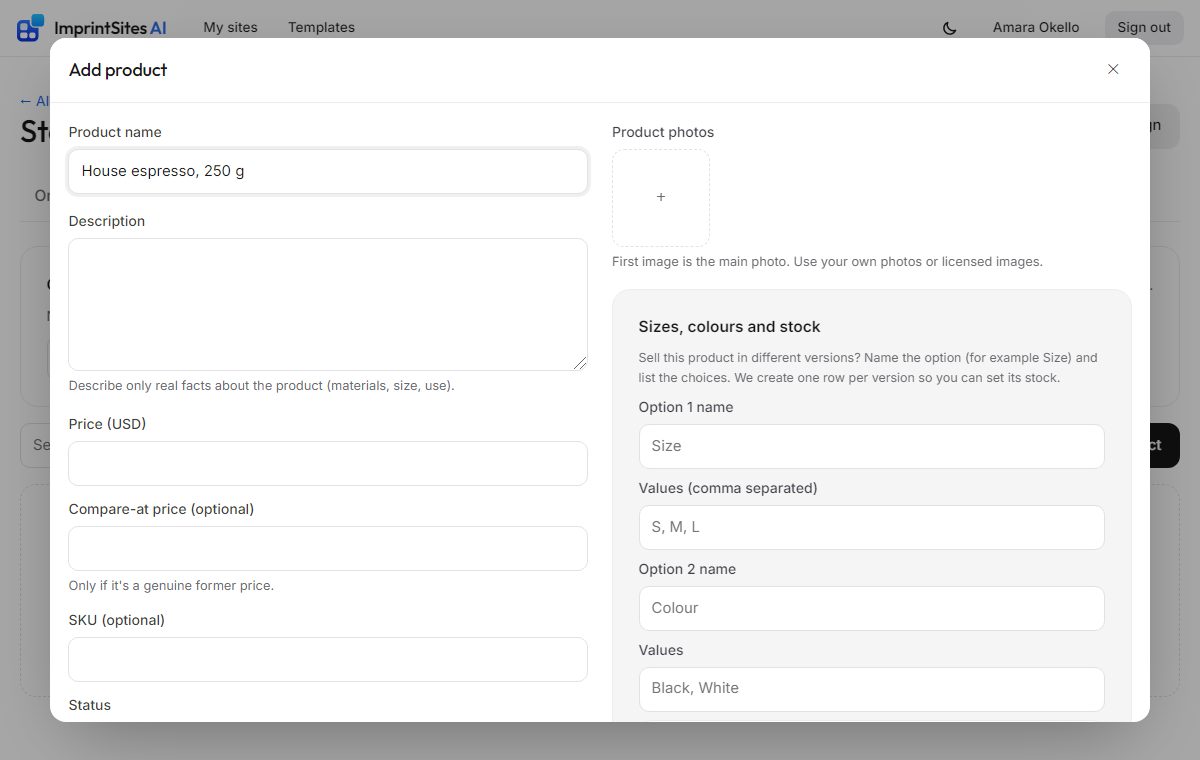 ImprintSites AI
My sites
Templates
Amara Okello
Sign out
Add product
Product name
House espresso, 250 g
Description
Describe only real facts about the product (materials, size, use).
Price (USD)
Compare-at price (optional)
Only if it's a genuine former price.
SKU (optional)
Status
Product photos
+
First image is the main photo. Use your own photos or licensed images.
Sizes, colours and stock
Sell this product in different versions? Name the option (for example Size) and
list the choices. We create one row per version so you can set its stock.
Option 1 name
Size
Values (comma separated)
S, M, L
Option 2 name
Colour
Values
Black, White